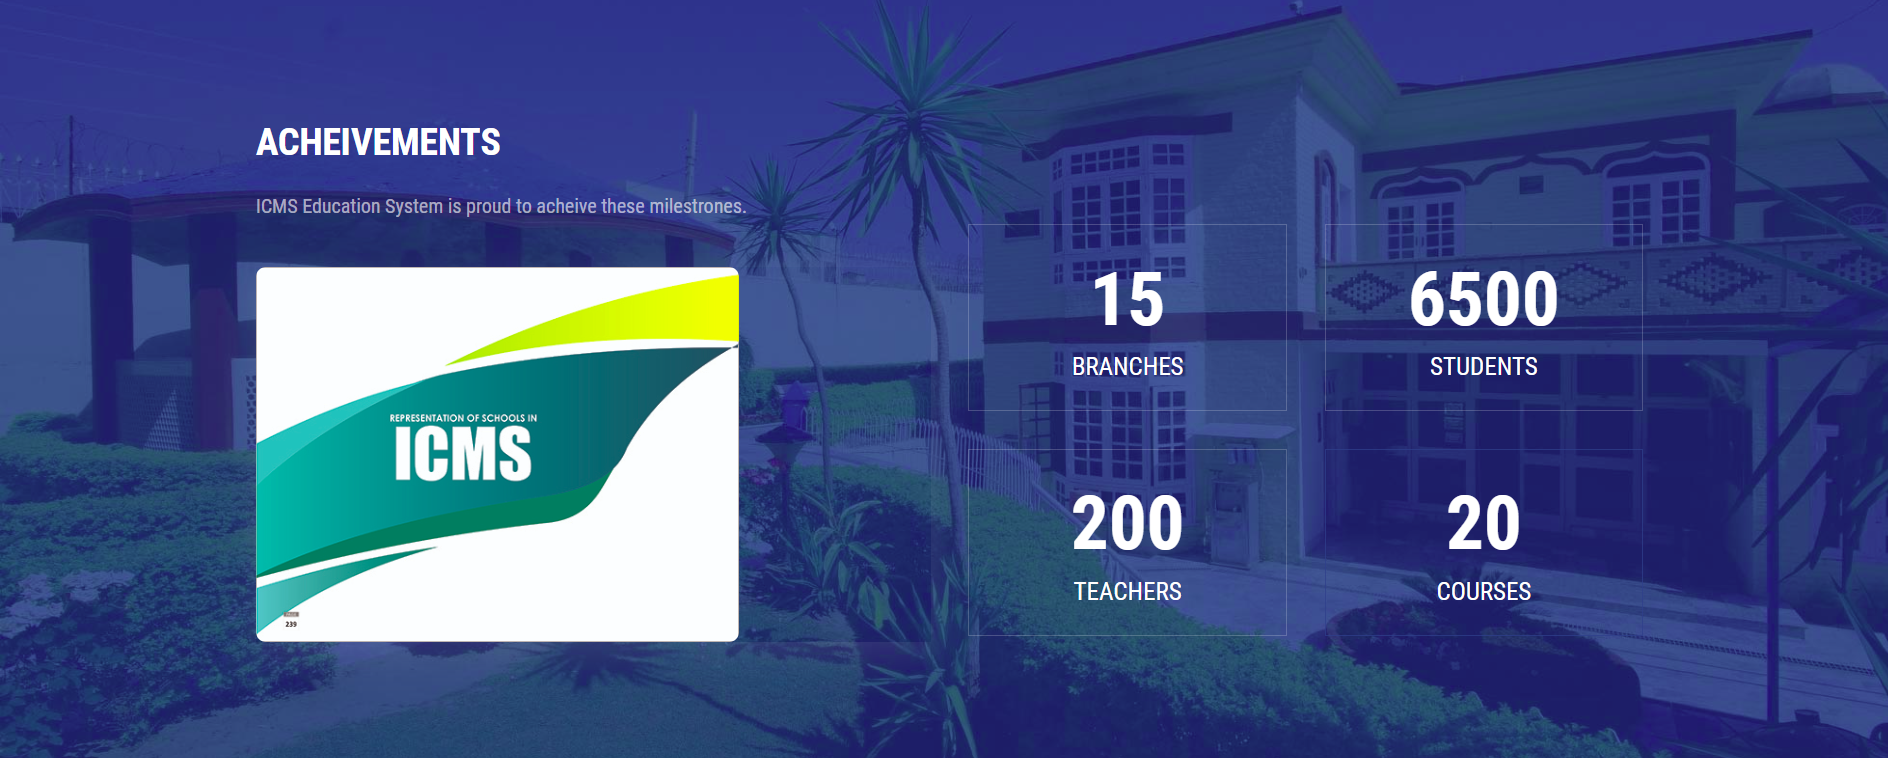 ACHEIVEMENTS
ICMS Education System is proud to acheive these milestrones.
REPRESENTATION OF SCHOOLS IN
ICMS
239
15
BRANCHES
6500
STUDENTS
200
TEACHERS
20
COURSES